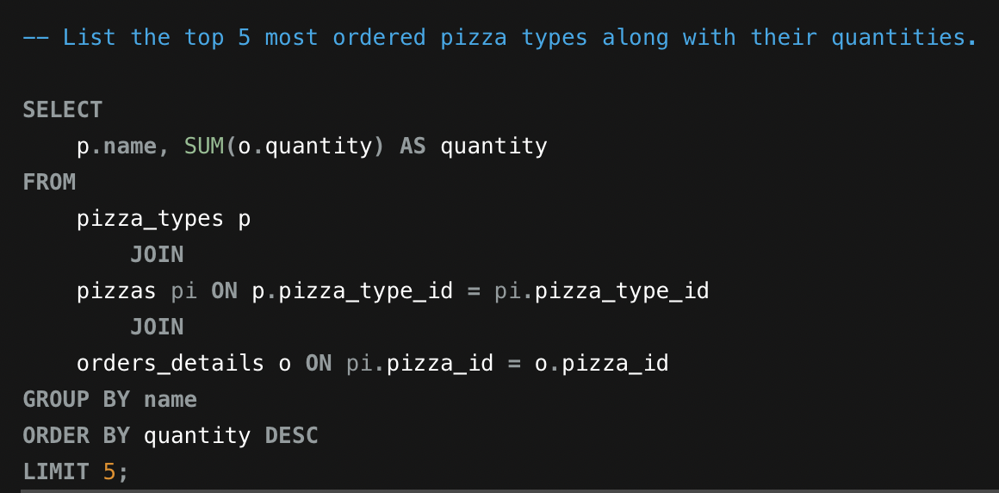 -- List the top 5 most ordered pizza types along with their quantities.
SELECT
p.name, SUM(o.quantity) AS quantity
FROM
pizza_types p
JOIN
pizzas pi ON p.pizza_type_id = pi.pizza_type_id
JOIN
orders_details o ON pi.pizza_id = o.pizza_id
GROUP BY name
ORDER BY quantity DESC
LIMIT 5;